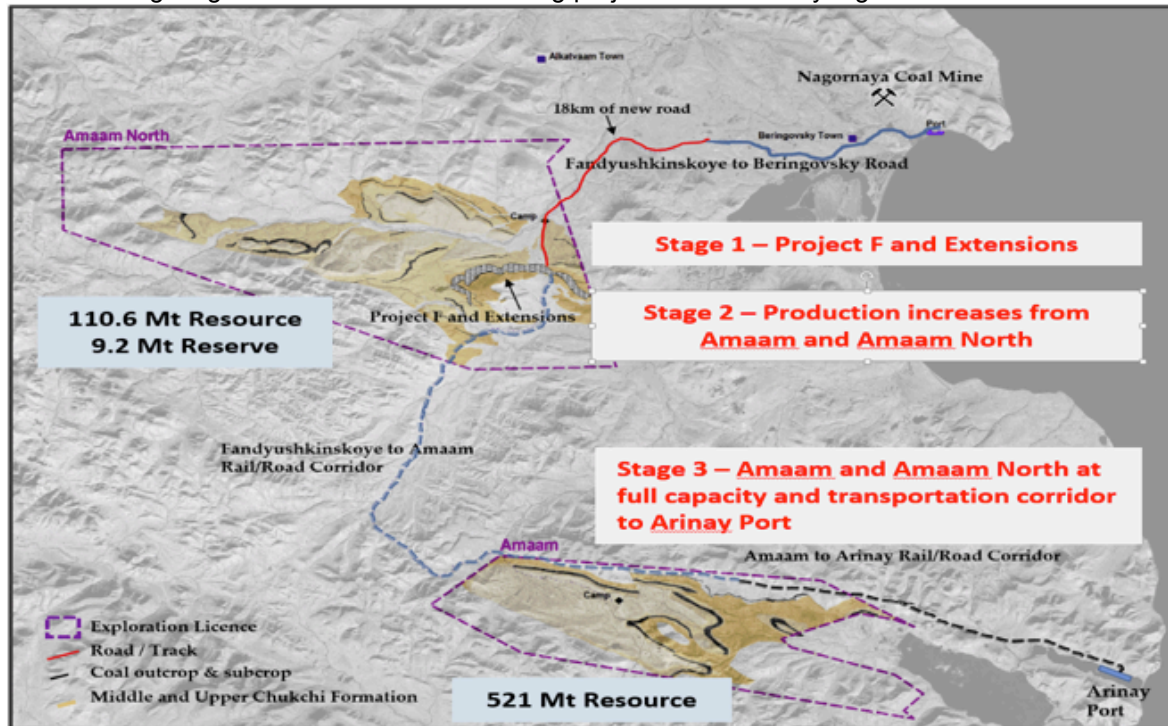 Alkatvaam Town
Nagornaya Coal Mine
18km of new road
Amaam North
Beringovsky Town
Port
Fandyushkinskoye to Beringovsky Road
Camp
Stage 1 – Project F and Extensions
Project F and Extensions
110.6 Mt Resource
9.2 Mt Reserve
Stage 2 – Production increases from
Amaam and Amaam North
Fandyushkinskoye to Amaam
Rail/Road Corridor
Stage 3 – Amaam and Amaam North at
full capacity and transportation corridor
to Arinay Port
Amaam
Amaam to Arinay Rail/Road Corridor
Camp
Exploration Licence
Road / Track
Coal outcrop & subcrop
Middle and Upper Chukchi Formation
521 Mt Resource
Arinay
Port